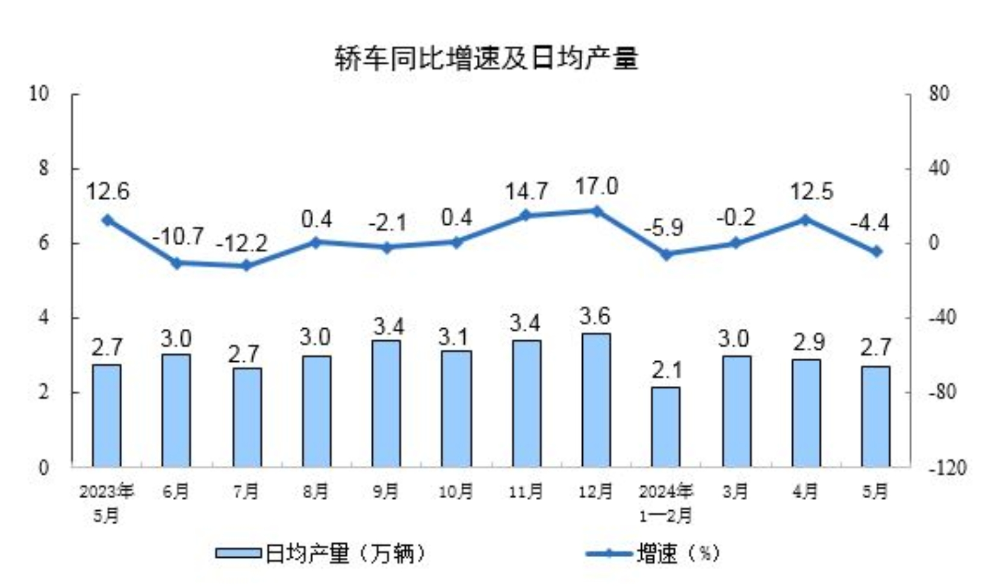 轿车同比增速及日均产量
10
8
6
4
2
0
80
40
0
-40
-80
-120
12.6
-10.7
-12.2
0.4
-2.1
0.4
14.7
17.0
-5.9
-0.2
12.5
-4.4
2.7
3.0
2.7
3.0
3.4
3.1
3.4
3.6
2.1
3.0
2.9
2.7
2023年
5月
6月
7月
8月
9月
10月
11月
12月
2024年
1—2月
3月
4月
5月
日均产量（万辆）
增速（%）